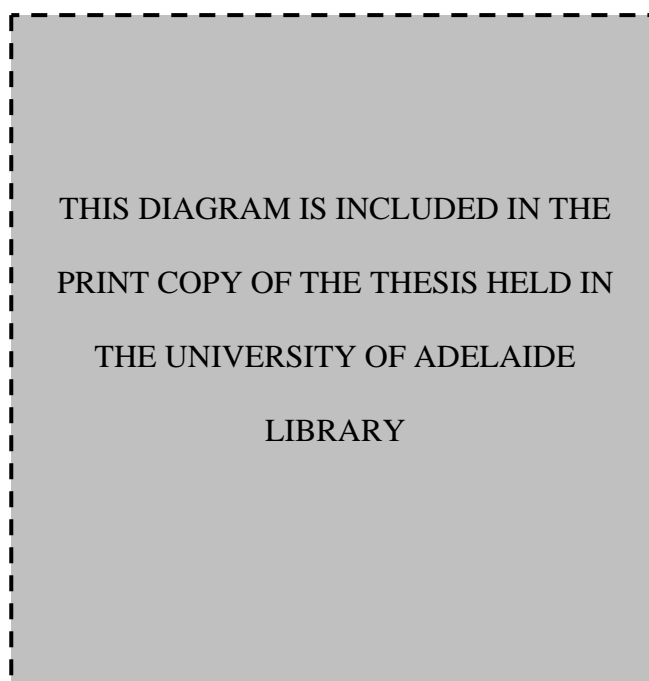 THIS DIAGRAM IS INCLUDED IN THE
PRINT COPY OF THE THESIS HELD IN
THE UNIVERSITY OF ADELAIDE
LIBRARY